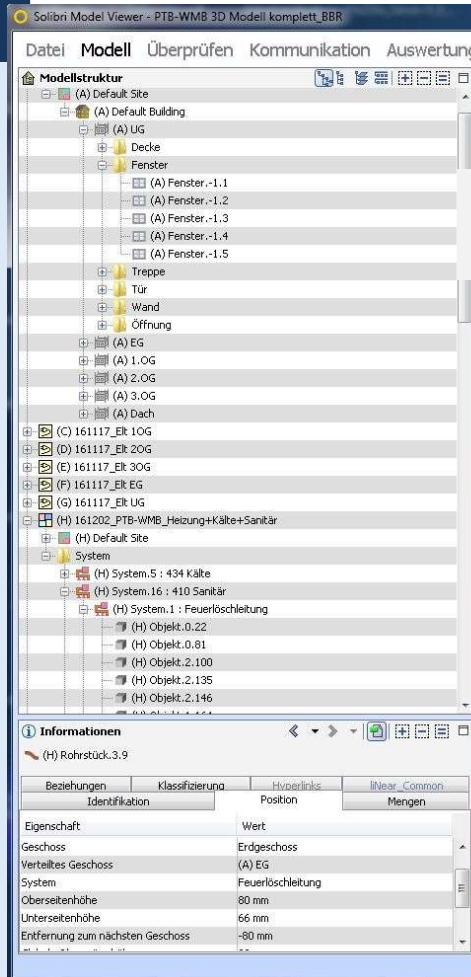 Solibri Model Viewer - PTB-WMB 3D Modell komplett_BBR
Datei Modell Überprüfen Kommunikation Auswertung
Modellstruktur
(A) Default Site
(A) Default Building
(A) UG
Decke
Fenster
(A) Fenster.-1.1
(A) Fenster.-1.2
(A) Fenster.-1.3
(A) Fenster.-1.4
(A) Fenster.-1.5
Treppe
Tür
Wand
Öffnung
(A) EG
(A) 1.OG
(A) 2.OG
(A) 3.OG
(A) Dach
(C) 161117_Elt 1OG
(D) 161117_Elt 2OG
(E) 161117_Elt 3OG
(F) 161117_Elt EG
(G) 161117_Elt UG
(H) 161202_PTB-WMB_Heizung+Kälte+Sanitär
(H) Default Site
System
(H) System.5 : 434 Kälte
(H) System.16 : 410 Sanitär
(H) System.1 : Feuerlöschleitung
(H) Objekt.0.22
(H) Objekt.0.81
(H) Objekt.2.100
(H) Objekt.2.135
(H) Objekt.2.146
Informationen
(H) Rohrstück.3.9
Beziehungen Klassifizierung Hyperlinks liNear_Common
Identifikation Position Mengen
Eigenschaft Wert
Geschoss Erdgeschoss
Verteiltes Geschoss (A) EG
System Feuerlöschleitung
Oberseitenhöhe 80 mm
Unterseitenhöhe 66 mm
Entfernung zum nächsten Geschoss -80 mm